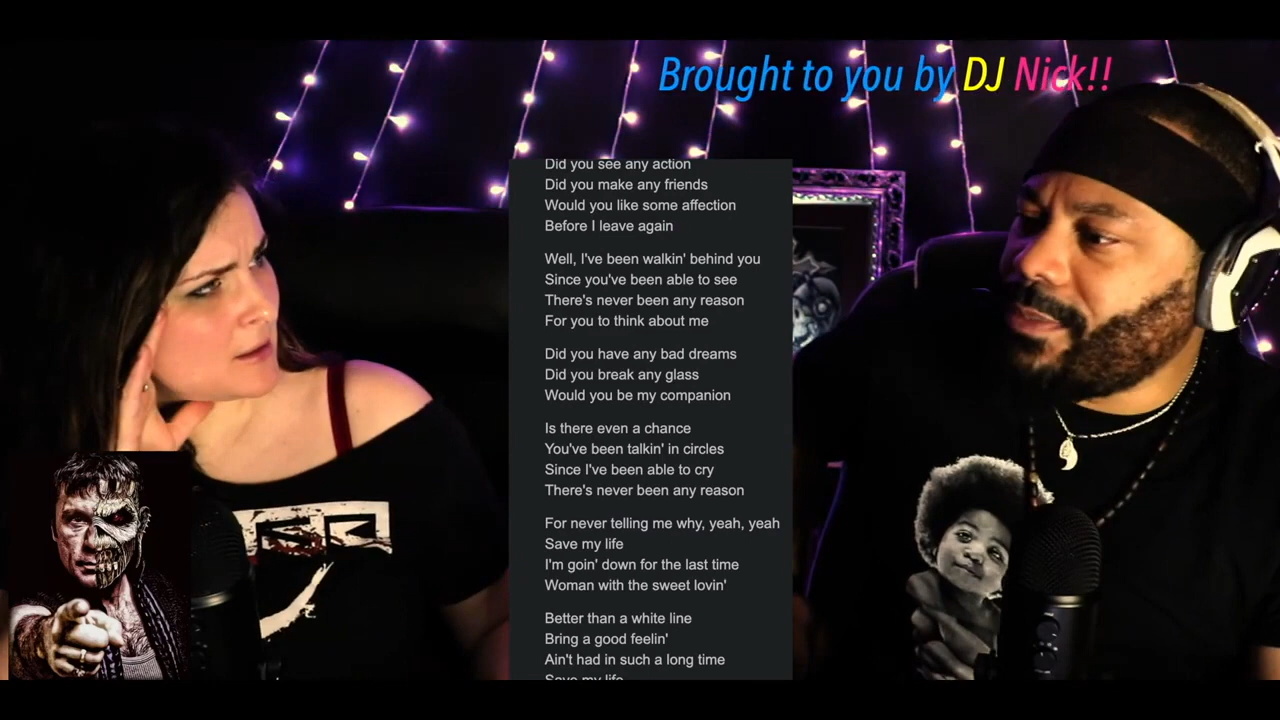 Brought to you by DJ Nick!!
Did you see any action
Did you make any friends
Would you like some affection
Before I leave again
Well, I've been walkin' behind you
Since you've been able to see
There's never been any reason
For you to think about me
Did you have any bad dreams
Did you break any glass
Would you be my companion
Is there even a chance
You've been talkin' in circles
Since I've been able to cry
There's never been any reason
For never telling me why, yeah, yeah
Save my life
I'm goin' down for the last time
Woman with the sweet lovin'
Better than a white line
Bring a good feelin'
Ain't had in such a long time
Save my life